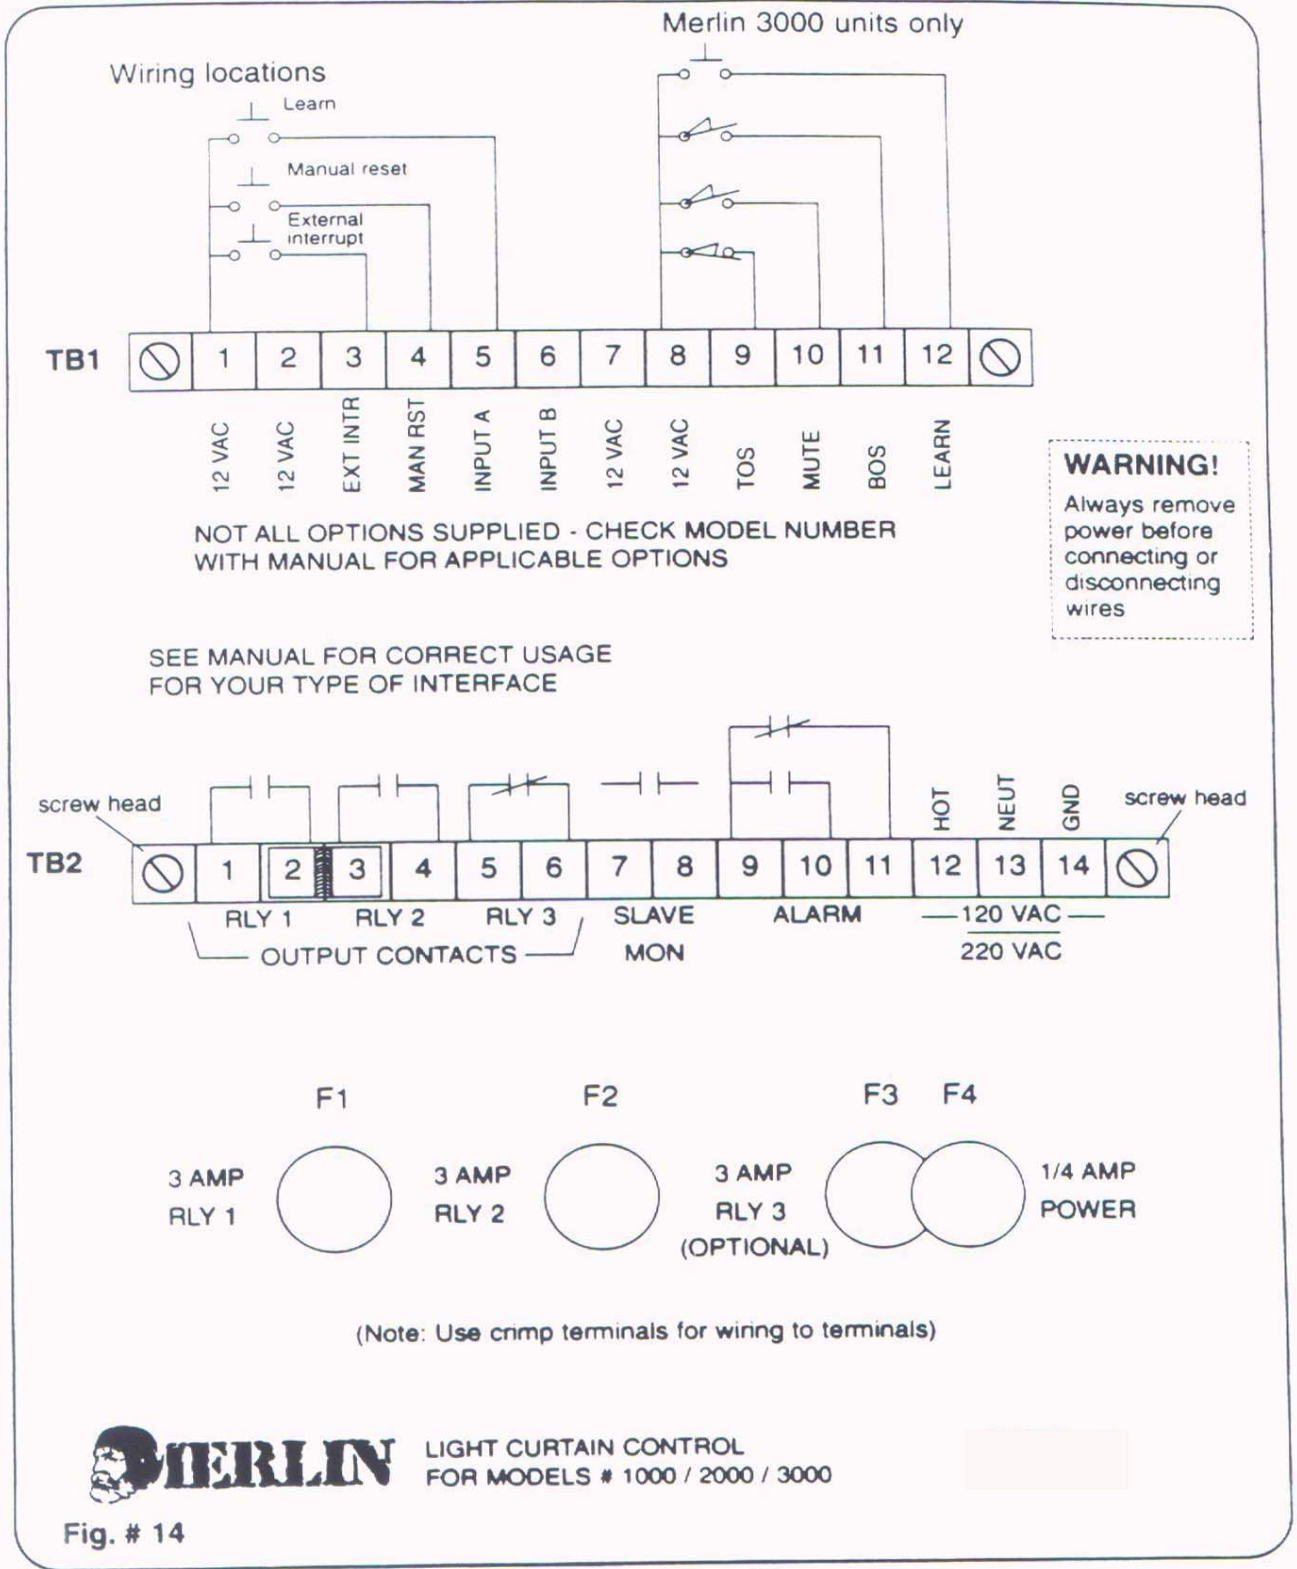 Merlin 3000 units only
Wiring locations
Learn
Manual reset
External
interrupt
TB1
1 2 3 4 5 6 7 8 9 10 11 12
12 VAC
12 VAC
EXT INTR
MAN RST
INPUT A
INPUT B
12 VAC
12 VAC
TOS
MUTE
BOS
LEARN
WARNING!
Always remove
power before
connecting or
disconnecting
wires
NOT ALL OPTIONS SUPPLIED - CHECK MODEL NUMBER
WITH MANUAL FOR APPLICABLE OPTIONS
SEE MANUAL FOR CORRECT USAGE
FOR YOUR TYPE OF INTERFACE
screw head
HOT
NEUT
GND
screw head
TB2
1 2 3 4 5 6 7 8 9 10 11 12 13 14
RLY 1 RLY 2 RLY 3 SLAVE ALARM 120 VAC
OUTPUT CONTACTS MON 220 VAC
F1 F2 F3 F4
3 AMP 3 AMP 3 AMP 1/4 AMP
RLY 1 RLY 2 RLY 3 POWER
(OPTIONAL)
(Note: Use crimp terminals for wiring to terminals)
MERLIN
LIGHT CURTAIN CONTROL
FOR MODELS # 1000 / 2000 / 3000
Fig. # 14